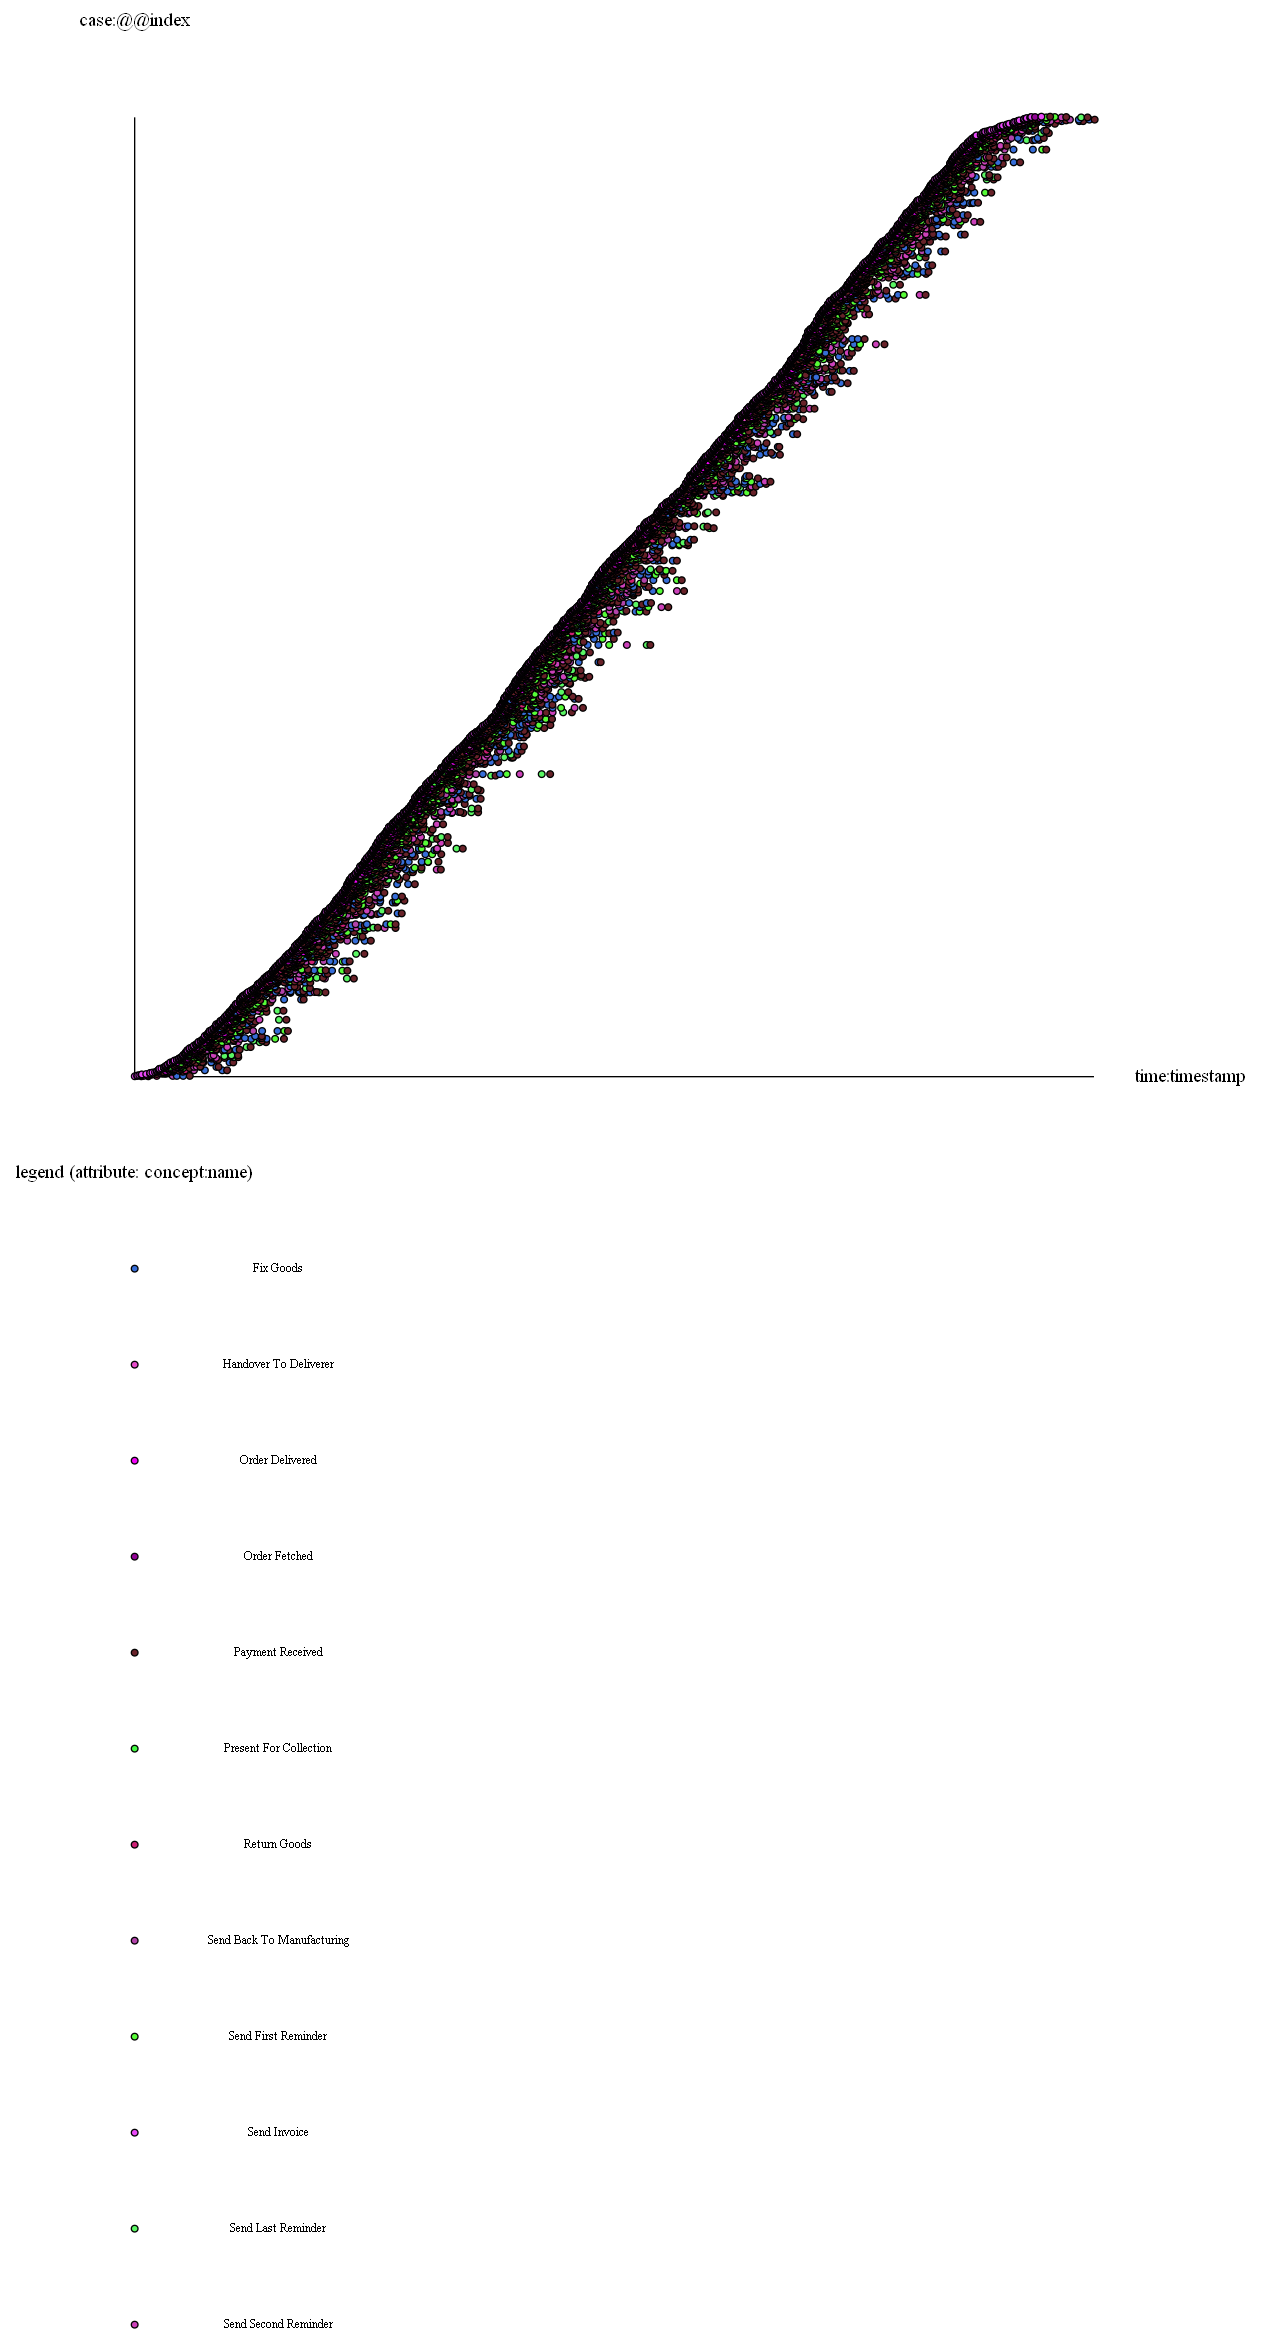 case:@@index
time:timestamp
legend (attribute: concept:name)
Fix Goods
Handover To Deliverer
Order Delivered
Order Fetched
Payment Received
Present For Collection
Return Goods
Send Back To Manufacturing
Send First Reminder
Send Invoice
Send Last Reminder
Send Second Reminder